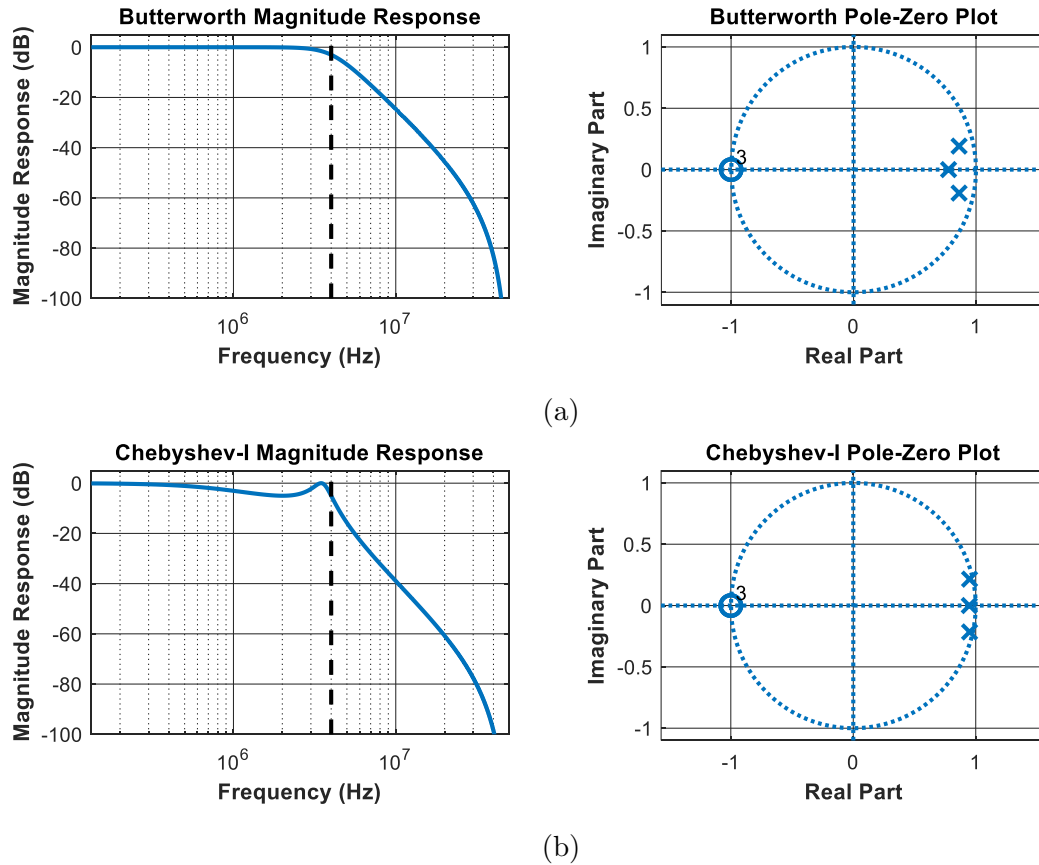 Butterworth Magnitude Response
Magnitude Response (dB)
0
-20
-40
-60
-80
-100
10^6
10^7
Frequency (Hz)
Butterworth Pole-Zero Plot
Imaginary Part
1
0.5
0
-0.5
-1
3
-1
0
1
Real Part
(a)
Chebyshev-I Magnitude Response
Magnitude Response (dB)
0
-20
-40
-60
-80
-100
10^6
10^7
Frequency (Hz)
Chebyshev-I Pole-Zero Plot
Imaginary Part
1
0.5
0
-0.5
-1
3
-1
0
1
Real Part
(b)